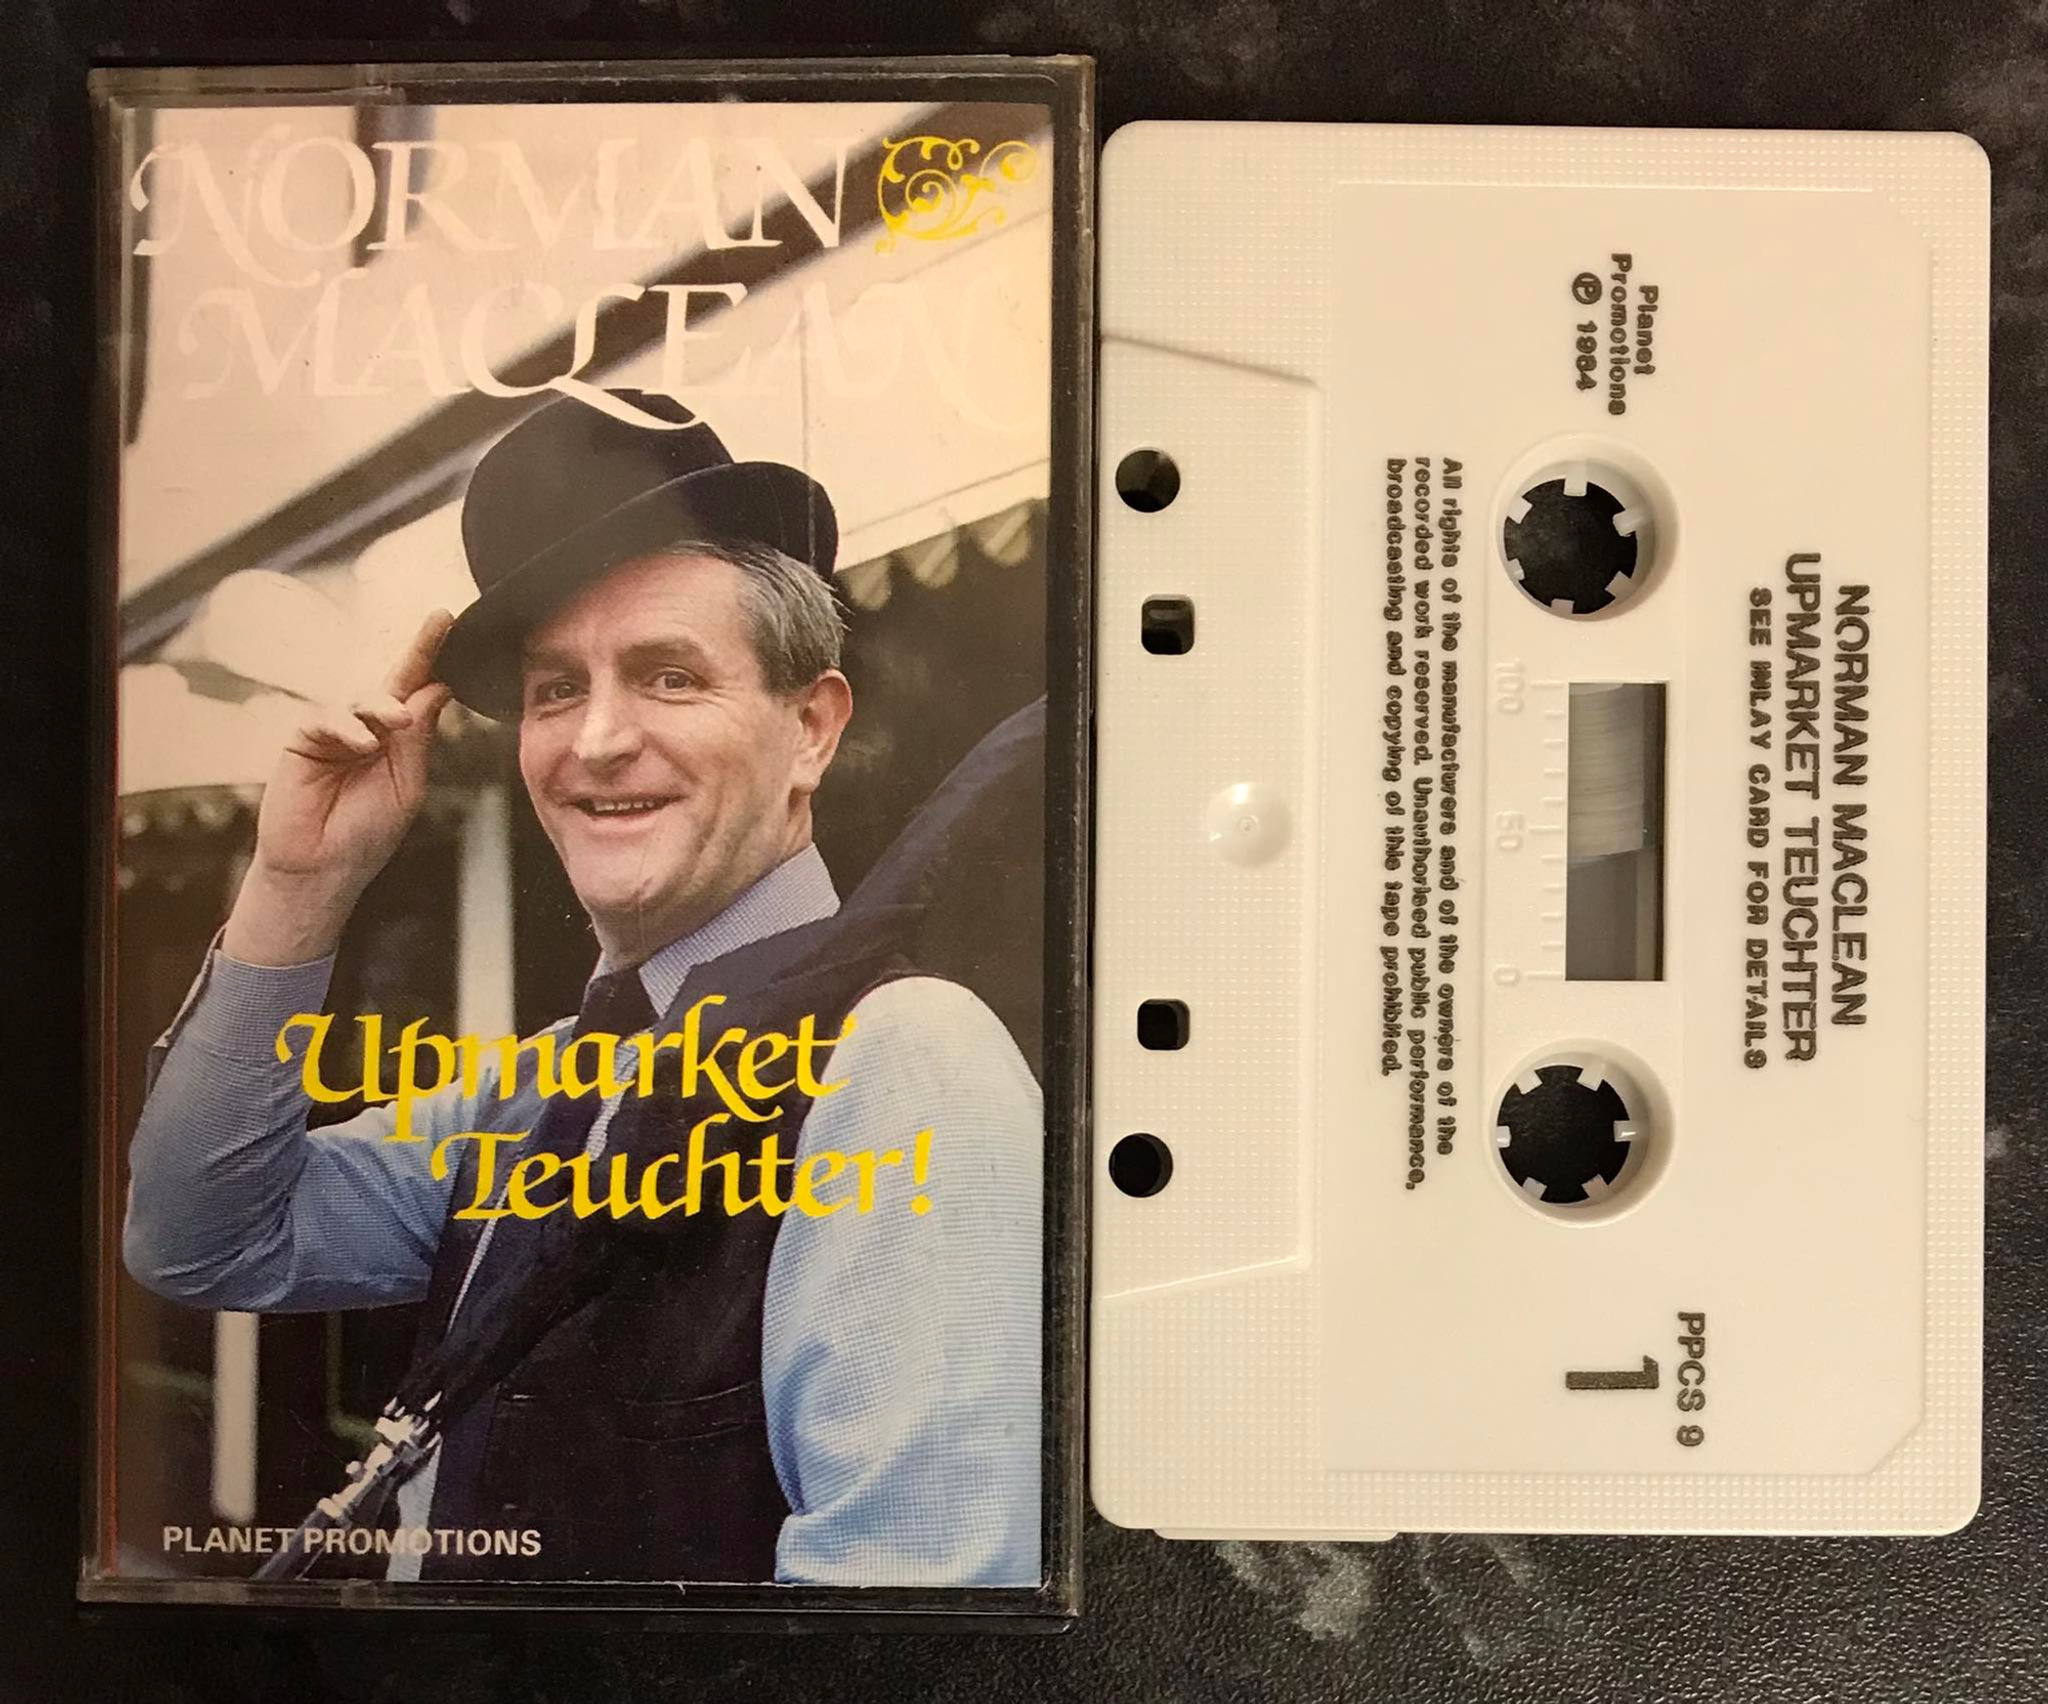 NORMAN
MACLEAN
Upmarket
Teuchter!
PLANET PROMOTIONS
NORMAN MACLEAN
UPMARKET TEUCHTER
SEE INLAY CARD FOR DETAILS
Planet
Promotions
℗ 1984
PPCS 9
1
100 50 0
All rights of the manufacturers and of the owners of the
recorded work reserved. Unauthorised public performance,
broadcasting and copying of this tape prohibited.